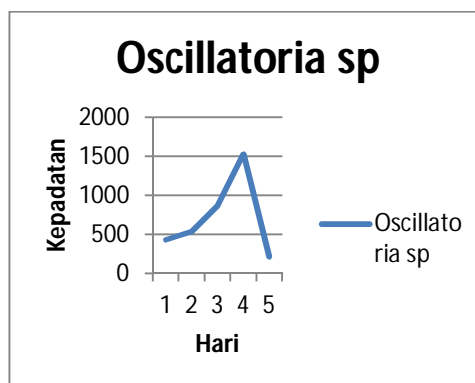 Oscillatoria sp
2000
1500
1000
500
0
Kepadatan
1 2 3 4 5
Hari
Oscillato
ria sp